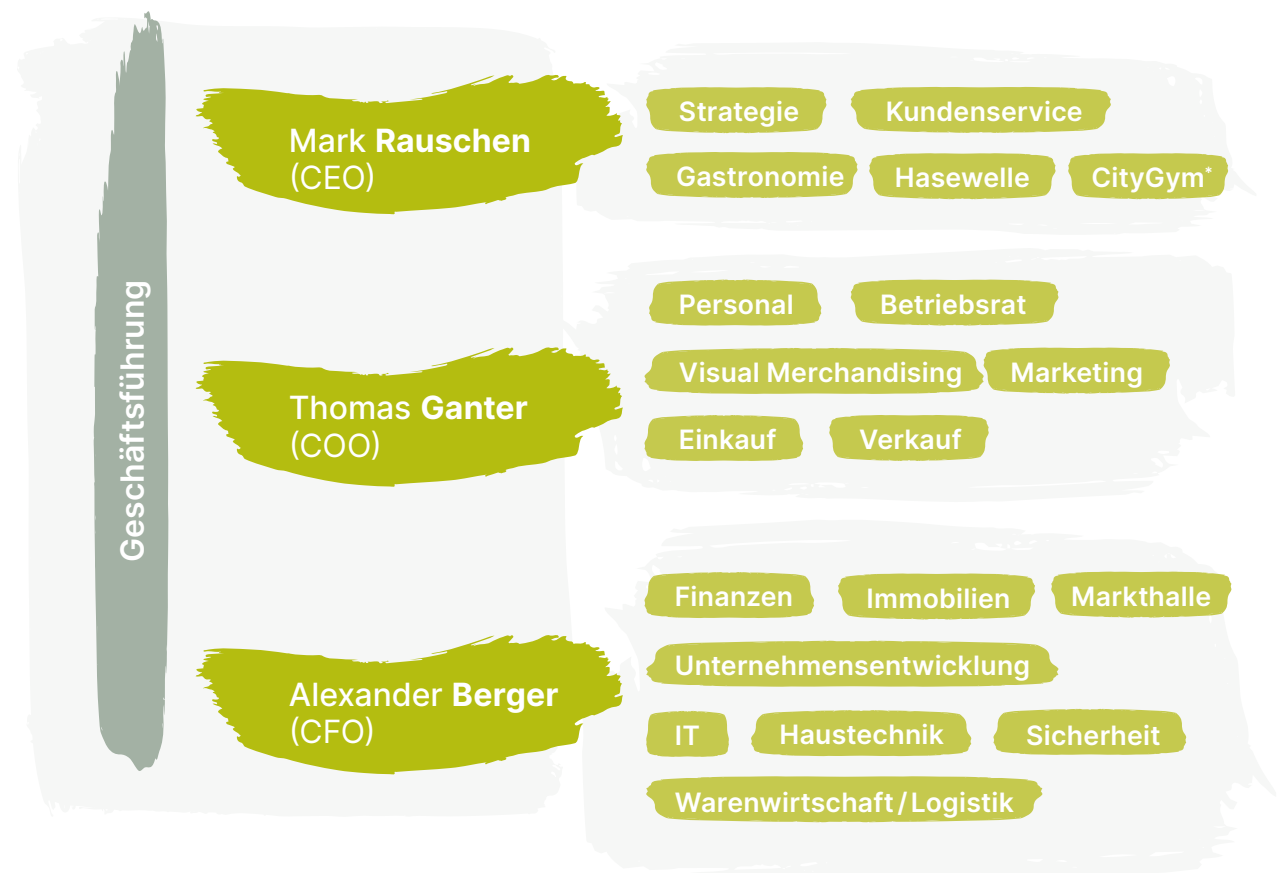 Geschäftsführung
Mark Rauschen
(CEO)
Strategie
Kundenservice
Gastronomie
Hasewelle
CityGym*
Thomas Ganter
(COO)
Personal
Betriebsrat
Visual Merchandising
Marketing
Einkauf
Verkauf
Alexander Berger
(CFO)
Finanzen
Immobilien
Markthalle
Unternehmensentwicklung
IT
Haustechnik
Sicherheit
Warenwirtschaft / Logistik